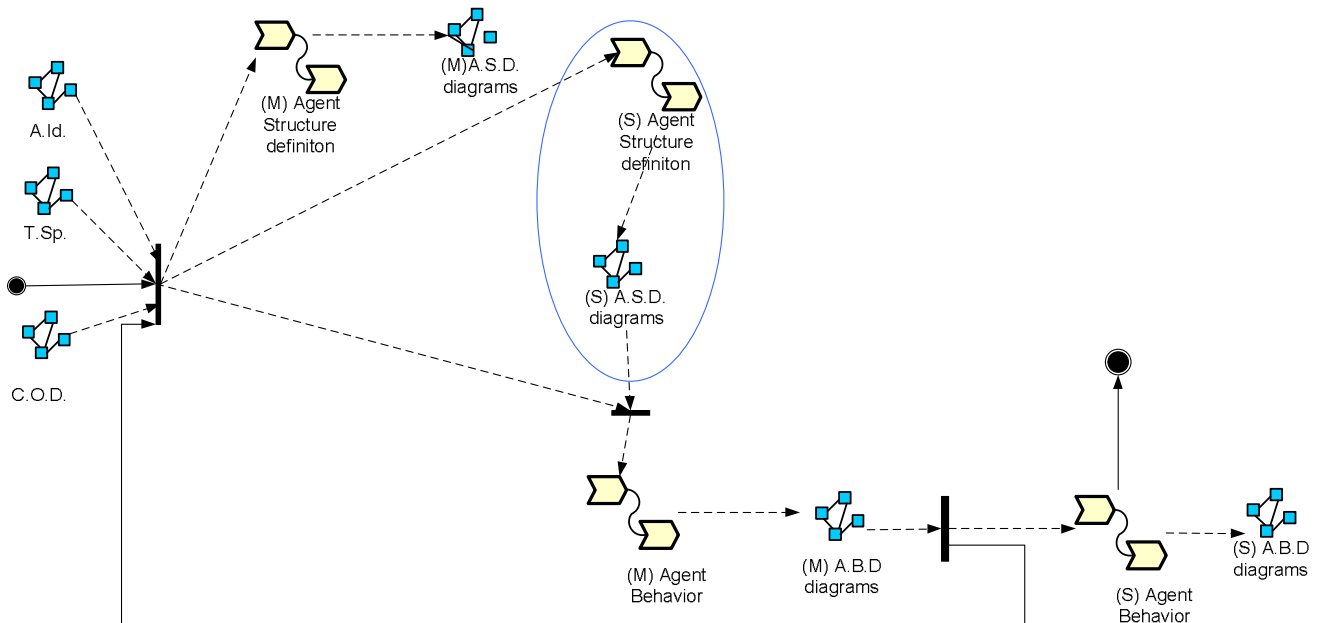 (M)A.S.D.
diagrams
(M) Agent
Structure
definiton
(S) Agent
Structure
definiton
A.Id.
T.Sp.
(S) A.S.D.
diagrams
C.O.D.
(M) Agent
Behavior
(M) A.B.D
diagrams
(S) A.B.D
diagrams
(S) Agent
Behavior